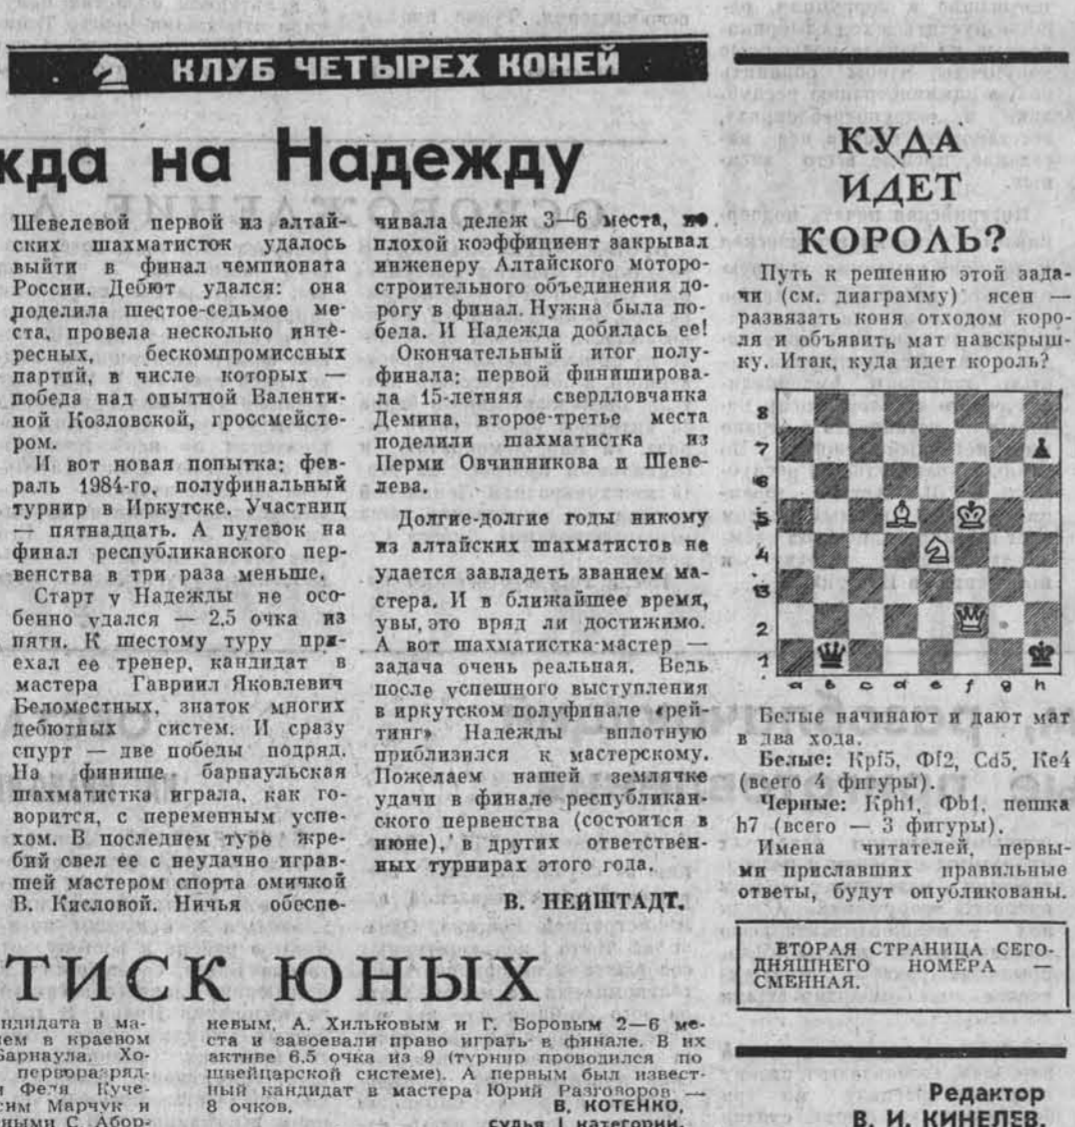 КЛУБ ЧЕТЫРЕХ КОНЕЙ
на Надежду
Шевелевой первой из алтай-
ских шахматисток удалось
выйти в финал чемпионата
России. Дебют удался: она
поделила шестое-седьмое ме-
ста, провела несколько инте-
ресных, бескомпромиссных
партий, в числе которых —
победа над опытной Валенти-
ной Козловской, гроссмейсте-
ром.
И вот новая попытка: фев-
раль 1984-го, полуфинальный
турнир в Иркутске. Участниц
— пятнадцать. А путевок на
финал республиканского пер-
венства в три раза меньше.
Старт у Надежды не осо-
бенно удался — 2,5 очка из
пяти. К шестому туру при-
ехал ее тренер, кандидат в
мастера Гавриил Яковлевич
Беломестных, знаток многих
дебютных систем. И сразу
спурт — две победы подряд.
На финише барнаульская
шахматистка играла, как го-
ворится, с переменным успе-
хом. В последнем туре жре-
бий свел ее с неудачно играв-
шей мастером спорта омичкой
В. Кисловой. Ничья обеспе-
чивала дележ 3—6 места, но
плохой коэффициент закрывал
инженеру Алтайского моторо-
строительного объединения до-
рогу в финал. Нужна была по-
беда. И Надежда добилась ее!
Окончательный итог полу-
финала: первой финиширова-
ла 15-летняя свердловчанка
Демина, второе-третье места
поделили шахматистка из
Перми Овчинникова и Шеве-
лева.
Долгие-долгие годы никому
из алтайских шахматистов не
удается завладеть званием ма-
стера. И в ближайшее время,
увы, это вряд ли достижимо.
А вот шахматистка-мастер —
задача очень реальная. Ведь
после успешного выступления
в иркутском полуфинале «рей-
тинг» Надежды вплотную
приблизился к мастерскому.
Пожелаем нашей землячке
удачи в финале республикан-
ского первенства (состоится в
июне), в других ответствен-
ных турнирах этого года.
В. НЕЙШТАДТ.
КУДА
ИДЕТ
КОРОЛЬ?
Путь к решению этой зада-
чи (см. диаграмму) ясен —
развязать коня отходом коро-
ля и объявить мат навскрыш-
ку. Итак, куда идет король?
8
7
6
5
4
3
2
1
a b c d e f g h
Белые начинают и дают мат
в два хода.
Белые: Крf5, Фf2, Cd5, Ке4
(всего 4 фигуры).
Черные: Крh1, Фb1, пешка
h7 (всего — 3 фигуры).
Имена читателей, первы-
ми приславших правильные
ответы, будут опубликованы.
ВТОРАЯ СТРАНИЦА СЕГО-
ДНЯШНЕГО НОМЕРА —
СМЕННАЯ.
Редактор
В. И. КИНЕЛЕВ.
ТИСК ЮНЫХ
ндидата в ма-
ем в краевом
Барнаула. Хо-
перворазряд-
и Федя Куче-
сим Марчук и
ными С. Абор-
невым, А. Хильковым и Г. Боровым 2—6 ме-
ста и завоевали право играть в финале. В их
активе 6,5 очка из 9 (турнир проводился по
швейцарской системе). А первым был извест-
ный кандидат в мастера Юрий Разговоров —
8 очков.
В. КОТЕНКО,
судья I категории.